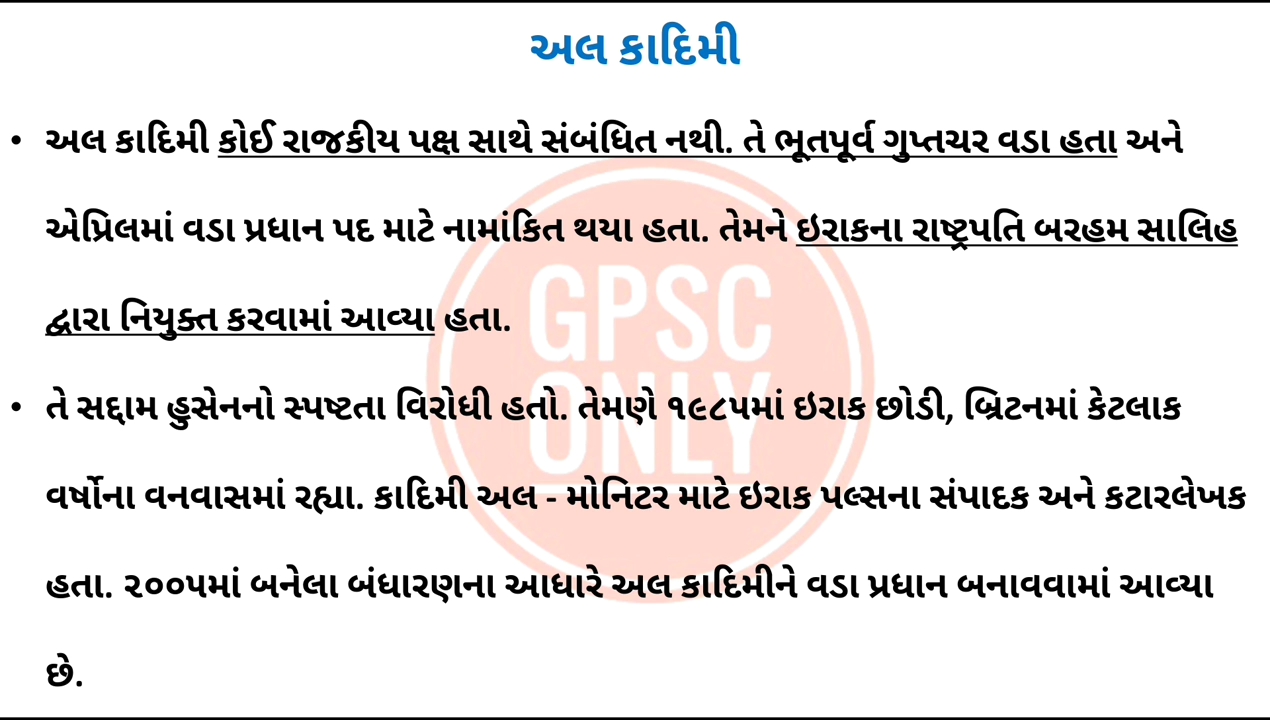 અલ કાદિમી
• અલ કાદિમી કોઈ રાજકીય પક્ષ સાથે સંબંધિત નથી. તે ભૂતપૂર્વ ગુપ્તચર વડા હતા અને
એપ્રિલમાં વડા પ્રધાન પદ માટે નામાંકિત થયા હતા. તેમને ઇરાકના રાષ્ટ્રપતિ બરહમ સાલિહ
દ્વારા નિયુક્ત કરવામાં આવ્યા હતા.
GPSC
• તે સદ્દામ હુસેનનો સ્પષ્ટતા વિરોધી હતો. તેમણે ૧૯૮૫માં ઇરાક છોડી, બ્રિટનમાં કેટલાક
ONLY
વર્ષોના વનવાસમાં રહ્યા. કાદિમી અલ - મોનિટર માટે ઇરાક પલ્સના સંપાદક અને કટારલેખક
હતા. ૨૦૦૫માં બનેલા બંધારણના આધારે અલ કાદિમીને વડા પ્રધાન બનાવવામાં આવ્યા
છે.